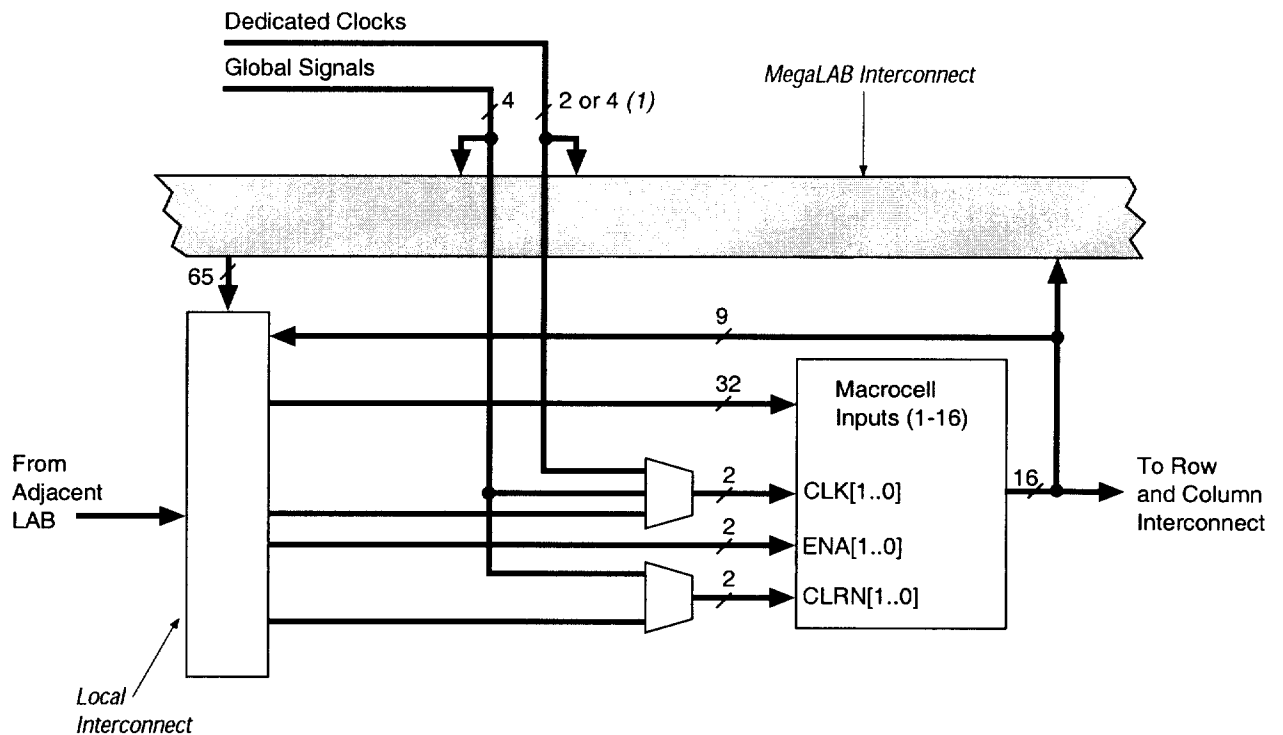 Dedicated Clocks
Global Signals
MegaLAB Interconnect
4
2 or 4 (1)
65
9
32
Macrocell
Inputs (1-16)
From
Adjacent
LAB
2
CLK[1..0]
16
To Row
and Column
Interconnect
2
ENA[1..0]
2
CLRN[1..0]
Local
Interconnect